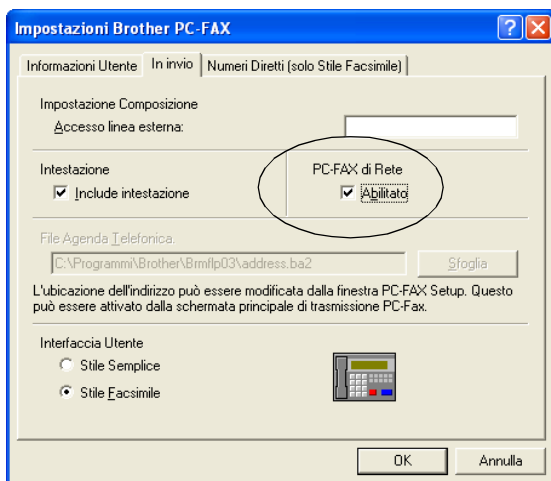 Impostazioni Brother PC-FAX
Informazioni Utente In invio Numeri Diretti (solo Stile Facsimile)
Impostazione Composizione
Accesso linea esterna:
Intestazione PC-FAX di Rete
Include intestazione Abilitato
File Agenda Telefonica.
C:\Programmi\Brother\Brmflp03\address.ba2 Sfoglia
L'ubicazione dell'indirizzo può essere modificata dalla finestra PC-FAX Setup. Questo
può essere attivato dalla schermata principale di trasmissione PC-Fax.
Interfaccia Utente
Stile Semplice
Stile Facsimile
OK Annulla